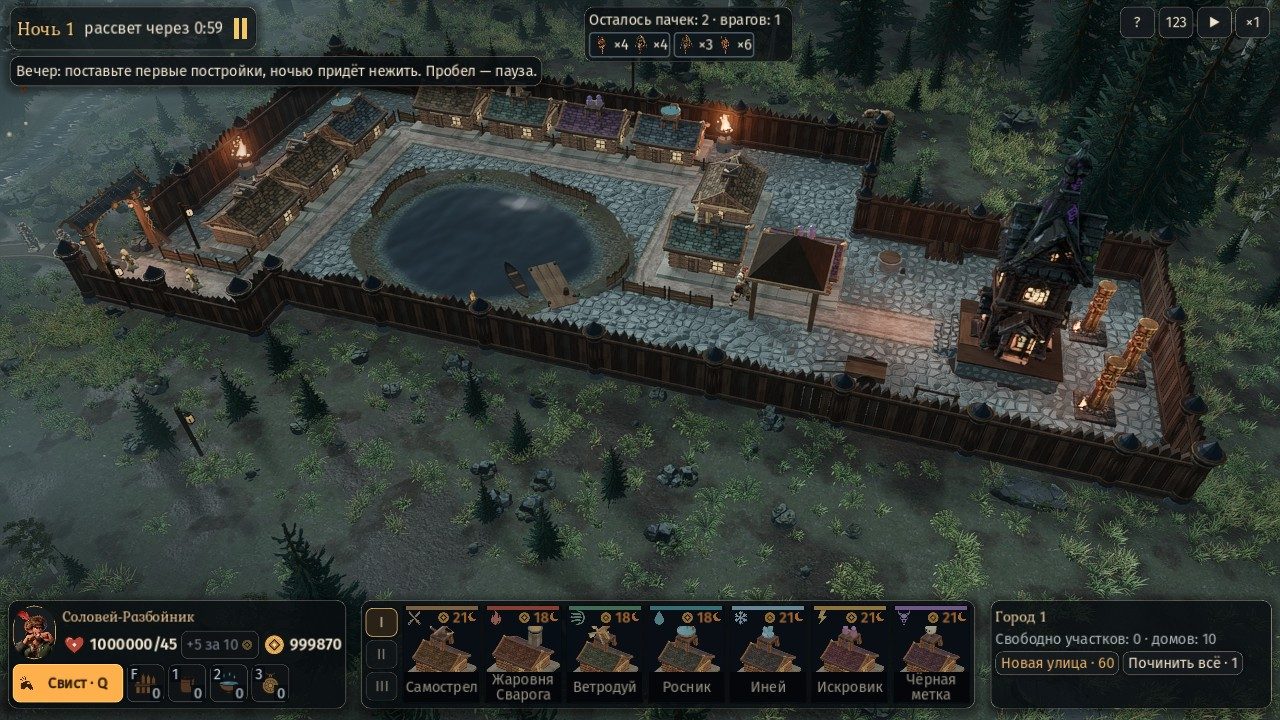 Ночь 1 рассвет через 0:59
Осталось пачек: 2 · врагов: 1
×4 ×4 ×3 ×6
? 123 ×1
Вечер: поставьте первые постройки, ночью придёт нежить. Пробел — пауза.
Соловей-Разбойник
1000000/45 +5 за 10 999870
Свист · Q F 0 1 0 2 0 3 0
I
II
III
21 18 18 18 21 21 21
Самострел Жаровня Сварога Ветродуй Росник Иней Искровик Чёрная метка
Город 1
Свободно участков: 0 · домов: 10
Новая улица · 60 Починить всё · 1